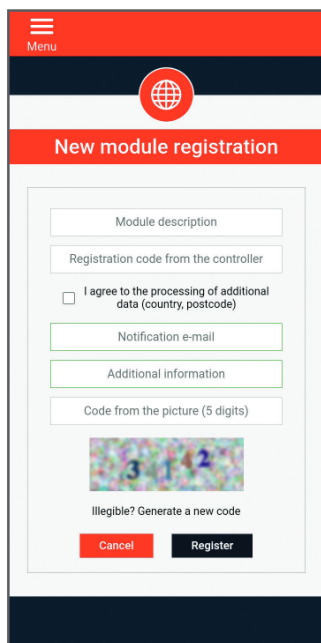 Menu
New module registration
Module description
Registration code from the controller
I agree to the processing of additional
data (country, postcode)
Notification e-mail
Additional information
Code from the picture (5 digits)
Illegible? Generate a new code
Cancel
Register